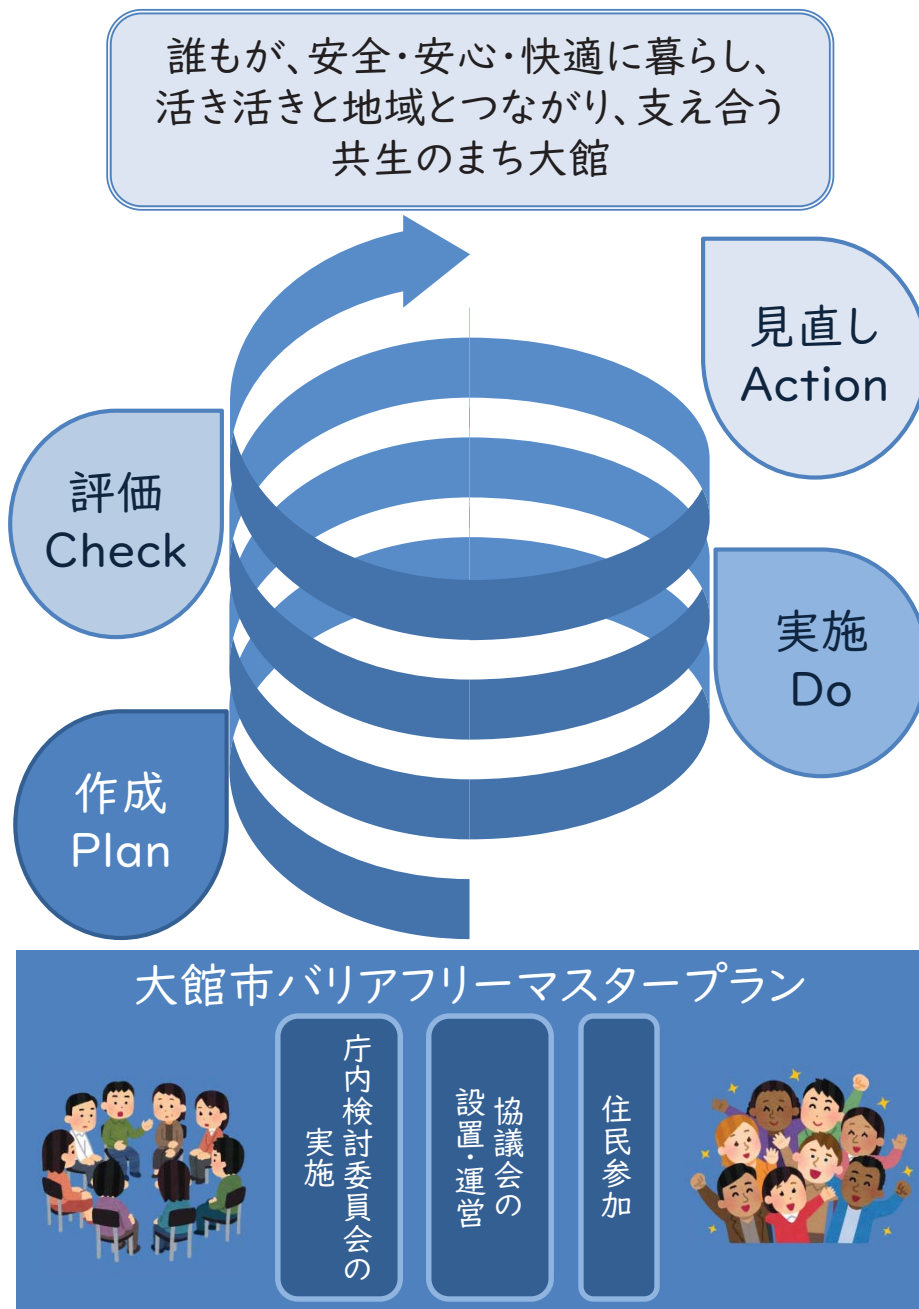 誰もが、安全・安心・快適に暮らし、
活き活きと地域とつながり、支え合う
共生のまち大館
見直し
Action
評価
Check
実施
Do
作成
Plan
大館市バリアフリーマスタープラン
庁内検討委員会の
実施
協議会の
設置・運営
住民参加